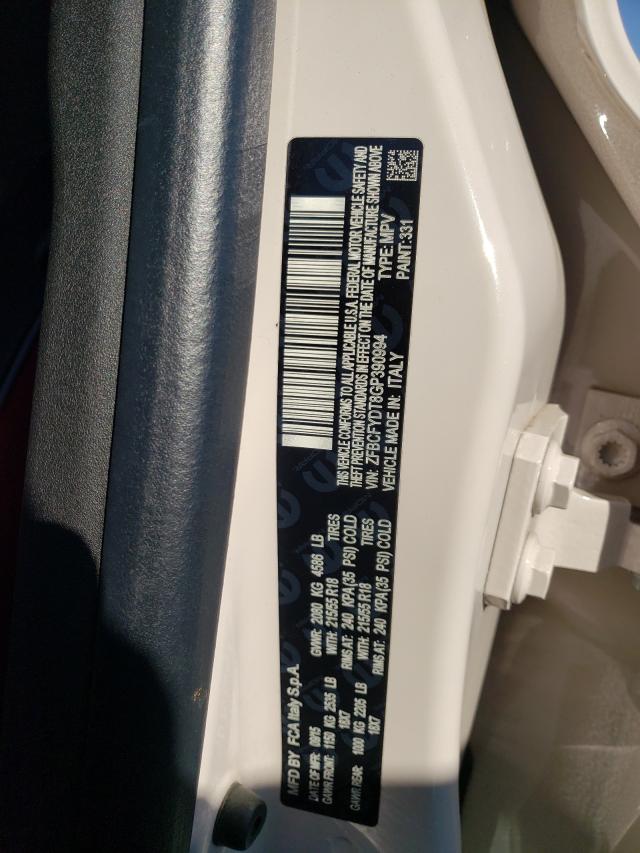 MFD BY FCA Italy S.p.A.
DATE OF MFR: 09/15 GVWR: 2080 KG 4586 LB
GAWR FRONT: 1150 KG 2535 LB WITH: 215/55 R18 TIRES
18X7 RIMS AT: 240 KPA(35 PSI) COLD
GAWR REAR: 1000 KG 2205 LB WITH: 215/55 R18 TIRES
18X7 RIMS AT: 240 KPA(35 PSI) COLD
THIS VEHICLE CONFORMS TO ALL APPLICABLE U.S.A. FEDERAL MOTOR VEHICLE SAFETY AND
THEFT PREVENTION STANDARDS IN EFFECT ON THE DATE OF MANUFACTURE SHOWN ABOVE
VIN: ZFBCFYDT8GP390994 TYPE: MPV
VEHICLE MADE IN: ITALY PAINT: 331